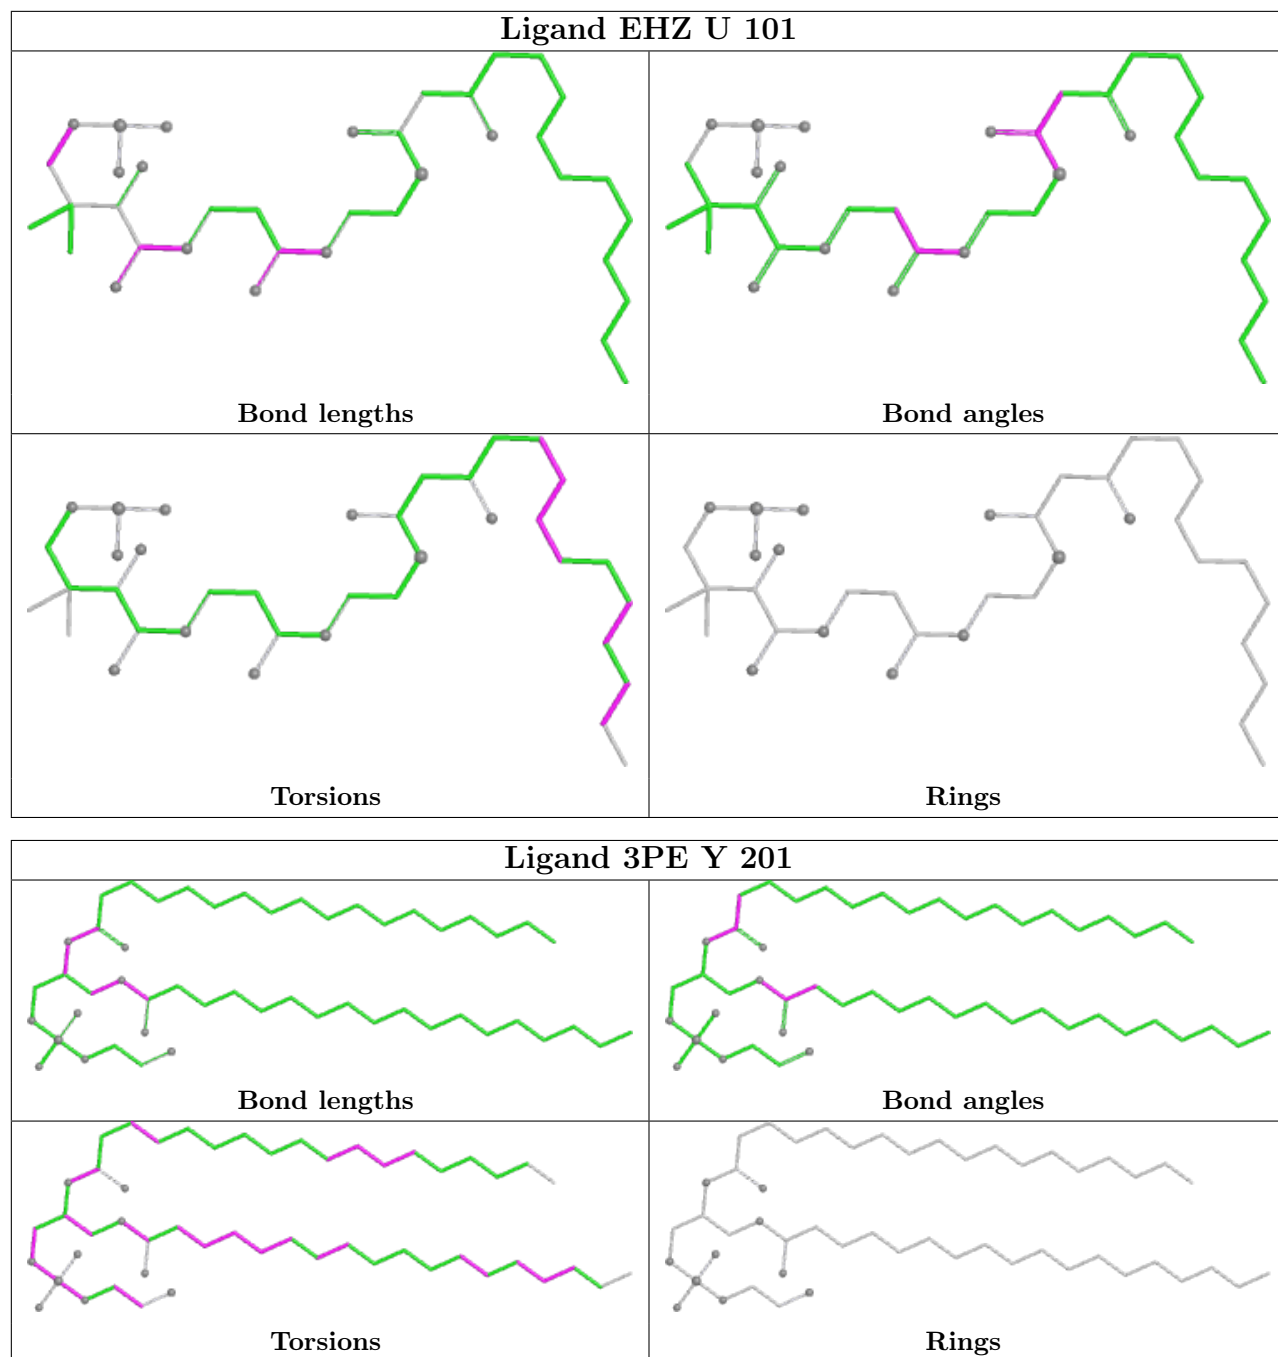 Ligand EHZ U 101
Bond lengths
Bond angles
Torsions
Rings
Ligand 3PE Y 201
Bond lengths
Bond angles
Torsions
Rings